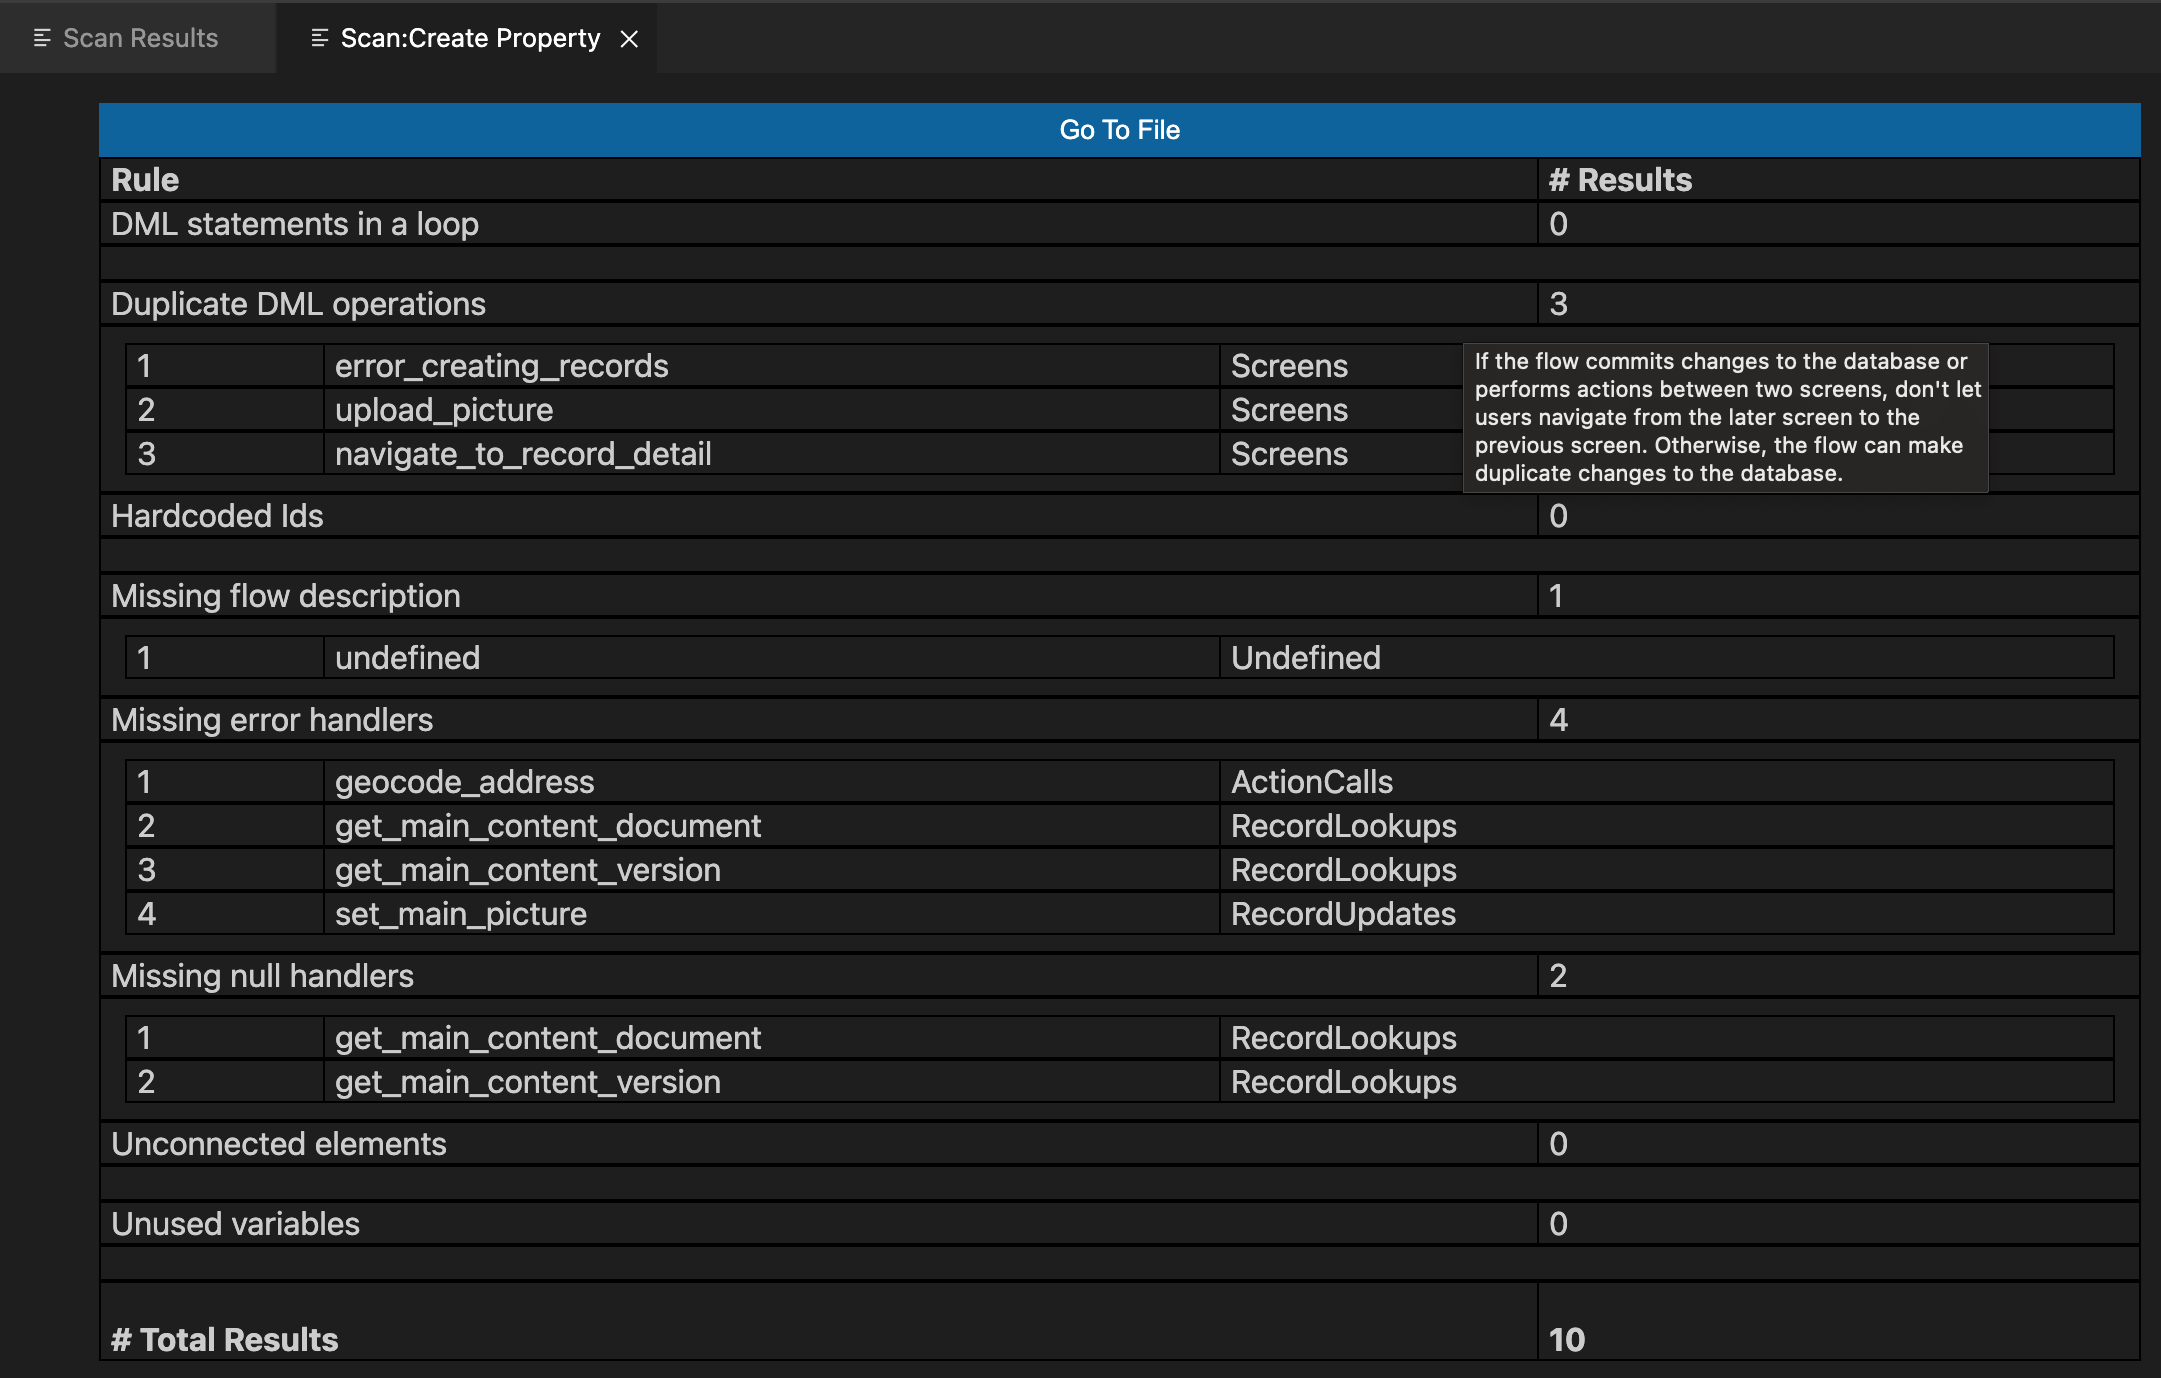 Scan Results
Scan:Create Property
Go To File
Rule # Results
DML statements in a loop 0
Duplicate DML operations 3
1 error_creating_records Screens
2 upload_picture Screens
3 navigate_to_record_detail Screens
If the flow commits changes to the database or
performs actions between two screens, don't let
users navigate from the later screen to the
previous screen. Otherwise, the flow can make
duplicate changes to the database.
Hardcoded Ids 0
Missing flow description 1
1 undefined Undefined
Missing error handlers 4
1 geocode_address ActionCalls
2 get_main_content_document RecordLookups
3 get_main_content_version RecordLookups
4 set_main_picture RecordUpdates
Missing null handlers 2
1 get_main_content_document RecordLookups
2 get_main_content_version RecordLookups
Unconnected elements 0
Unused variables 0
# Total Results 10